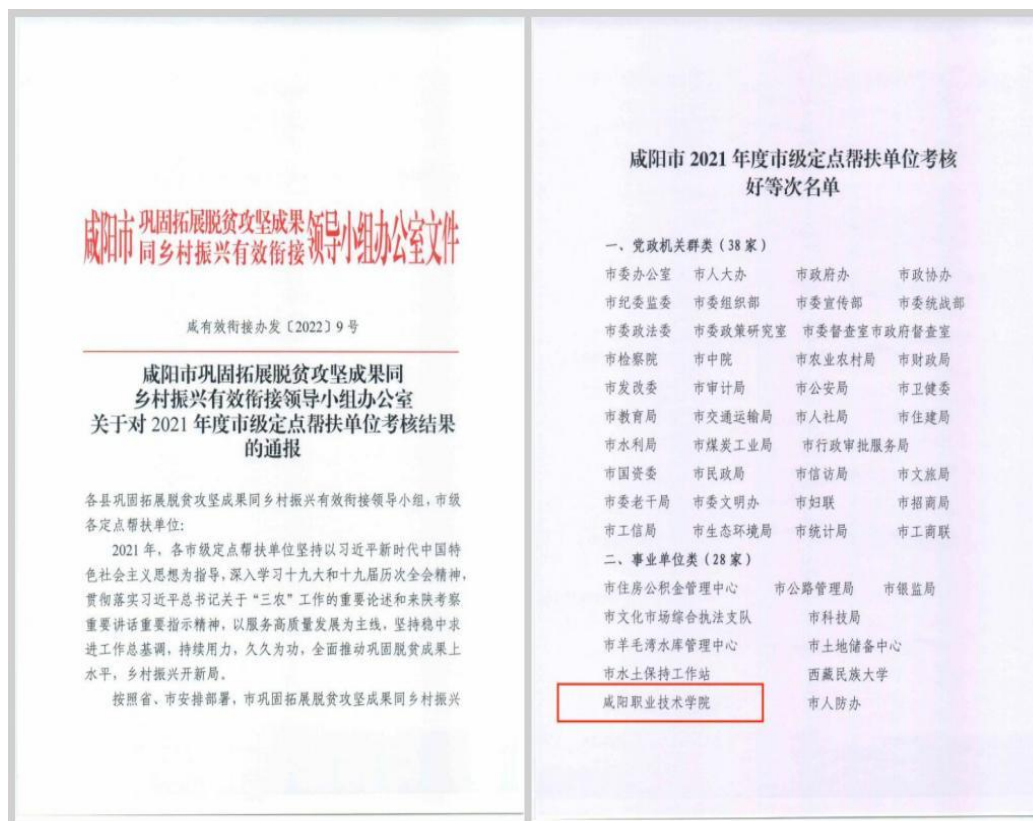 咸阳市巩固拓展脱贫攻坚成果同乡村振兴有效衔接领导小组办公室文件
咸有效衔接办发〔2022〕9号
咸阳市巩固拓展脱贫攻坚成果同
乡村振兴有效衔接领导小组办公室
关于对 2021 年度市级定点帮扶单位考核结果
的通报
各县巩固拓展脱贫攻坚成果同乡村振兴有效衔接领导小组,市级
各定点帮扶单位:
2021 年,各市级定点帮扶单位坚持以习近平新时代中国特
色社会主义思想为指导,深入学习十九大和十九届历次全会精神,
贯彻落实习近平总书记关于“三农”工作的重要论述和来陕考察
重要讲话重要指示精神,以服务高质量发展为主线,坚持稳中求
进工作总基调,持续用力,久久为功,全面推动巩固脱贫成果上
水平,乡村振兴开新局。
按照省、市安排部署,市巩固拓展脱贫攻坚成果同乡村振兴
咸阳市 2021 年度市级定点帮扶单位考核
好等次名单
一、党政机关群类(38 家)
市委办公室 市人大办 市政府办 市政协办
市纪委监委 市委组织部 市委宣传部 市委统战部
市委政法委 市委政策研究室 市委督查室市政府督查室
市检察院 市中院 市农业农村局 市财政局
市发改委 市审计局 市公安局 市卫健委
市教育局 市交通运输局 市人社局 市住建局
市水利局 市煤炭工业局 市行政审批服务局
市国资委 市民政局 市信访局 市文旅局
市委老干局 市委文明办 市妇联 市招商局
市工信局 市生态环境局 市统计局 市工商联
二、事业单位类(28 家)
市住房公积金管理中心 市公路管理局 市银监局
市文化市场综合执法支队 市科技局
市羊毛湾水库管理中心 市土地储备中心
市水土保持工作站 西藏民族大学
咸阳职业技术学院 市人防办